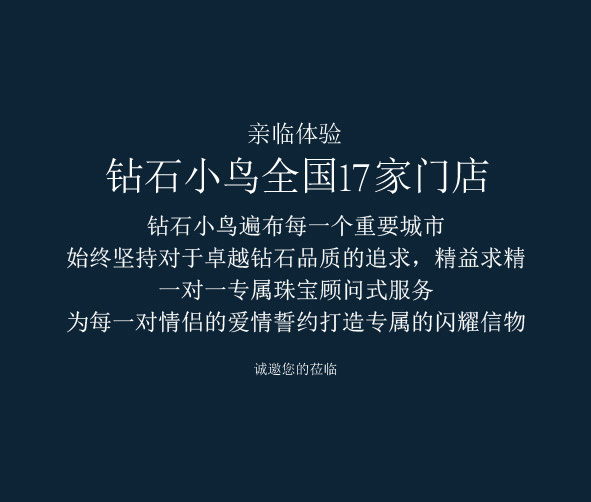 亲临体验
钻石小鸟全国17家门店
钻石小鸟遍布每一个重要城市
始终坚持对于卓越钻石品质的追求，精益求精
一对一专属珠宝顾问式服务
为每一对情侣的爱情誓约打造专属的闪耀信物
诚邀您的莅临